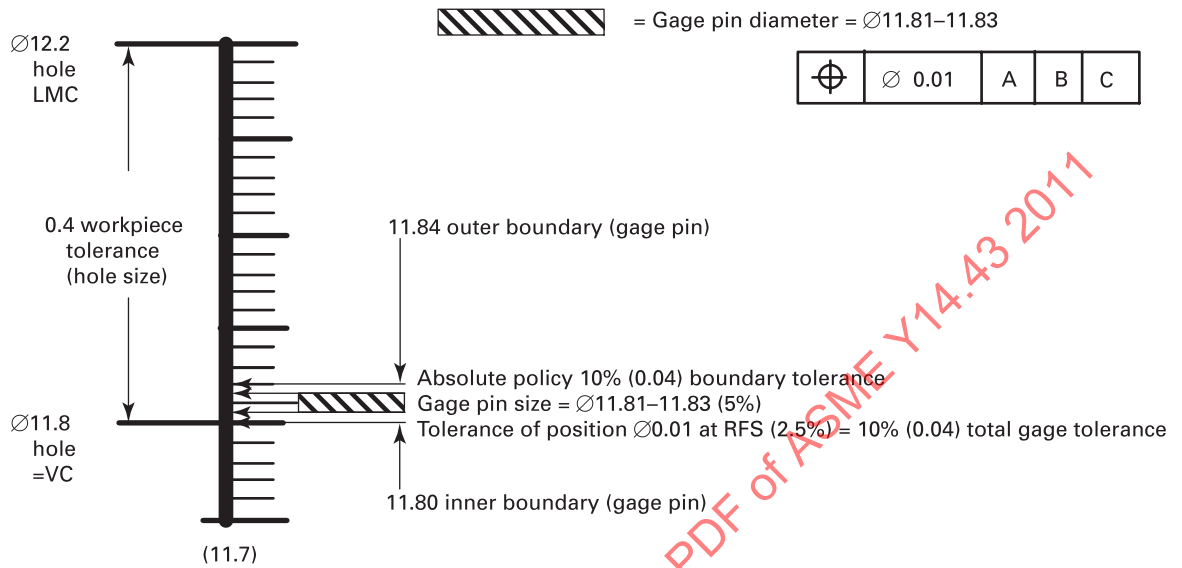 = Gage pin diameter = ∅11.81–11.83
∅12.2
hole
LMC
⌖ ∅ 0.01 A B C
0.4 workpiece
tolerance
(hole size)
11.84 outer boundary (gage pin)
Absolute policy 10% (0.04) boundary tolerance
Gage pin size = ∅11.81–11.83 (5%)
Tolerance of position ∅0.01 at RFS (2.5%) = 10% (0.04) total gage tolerance
∅11.8
hole
=VC
11.80 inner boundary (gage pin)
(11.7)
PDF of ASME Y14.43 2011